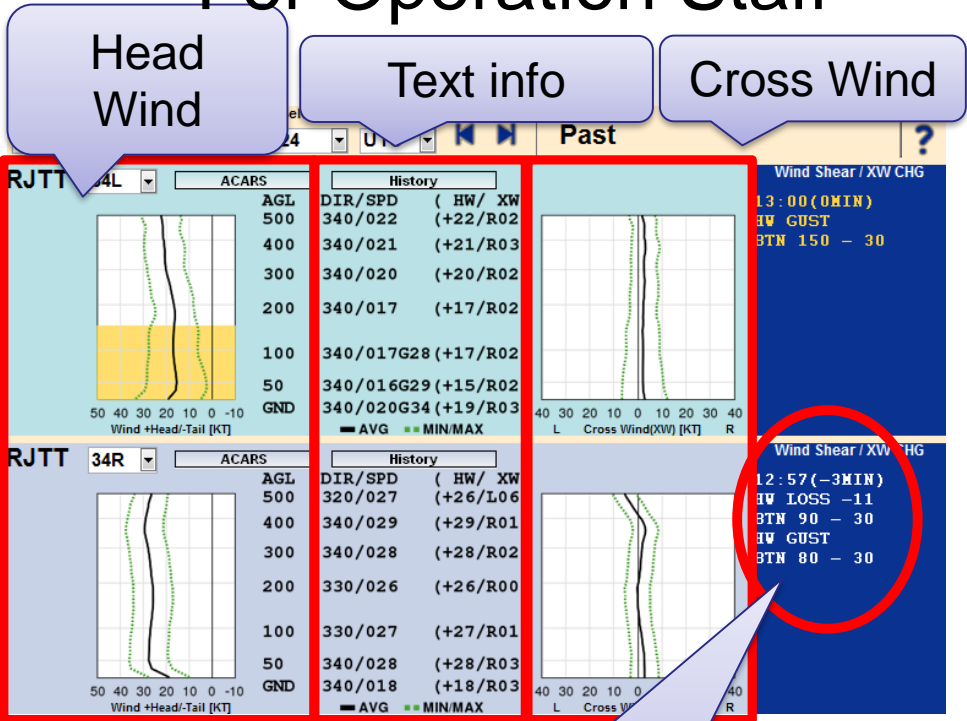 For Operation Staff
Head
Wind
Text info
Cross Wind
24
Past
?
RJTT 34L ACARS
AGL
500
400
300
200
100
50
GND
50 40 30 20 10 0 -10
Wind +Head/-Tail [KT]
History
DIR/SPD ( HW/ XW
340/022 (+22/R02
340/021 (+21/R03
340/020 (+20/R02
340/017 (+17/R02
340/017G28(+17/R02
340/016G29(+15/R02
340/020G34(+19/R03
AVG MIN/MAX
40 30 20 10 0 10 20 30 40
L Cross Wind(XW) [KT] R
Wind Shear / XW CHG
13:00(0MIN)
HW GUST
BTN 150 - 30
RJTT 34R ACARS
AGL
500
400
300
200
100
50
GND
50 40 30 20 10 0 -10
Wind +Head/-Tail [KT]
History
DIR/SPD ( HW/ XW
320/027 (+26/L06
340/029 (+29/R01
340/028 (+28/R02
330/026 (+26/R00
330/027 (+27/R01
340/028 (+28/R03
340/018 (+18/R03
AVG MIN/MAX
40 30 20 10 0 40
L Cross R
Wind Shear / XW CHG
12:57(-3MIN)
HW LOSS -11
BTN 90 - 30
HW GUST
BTN 80 - 30